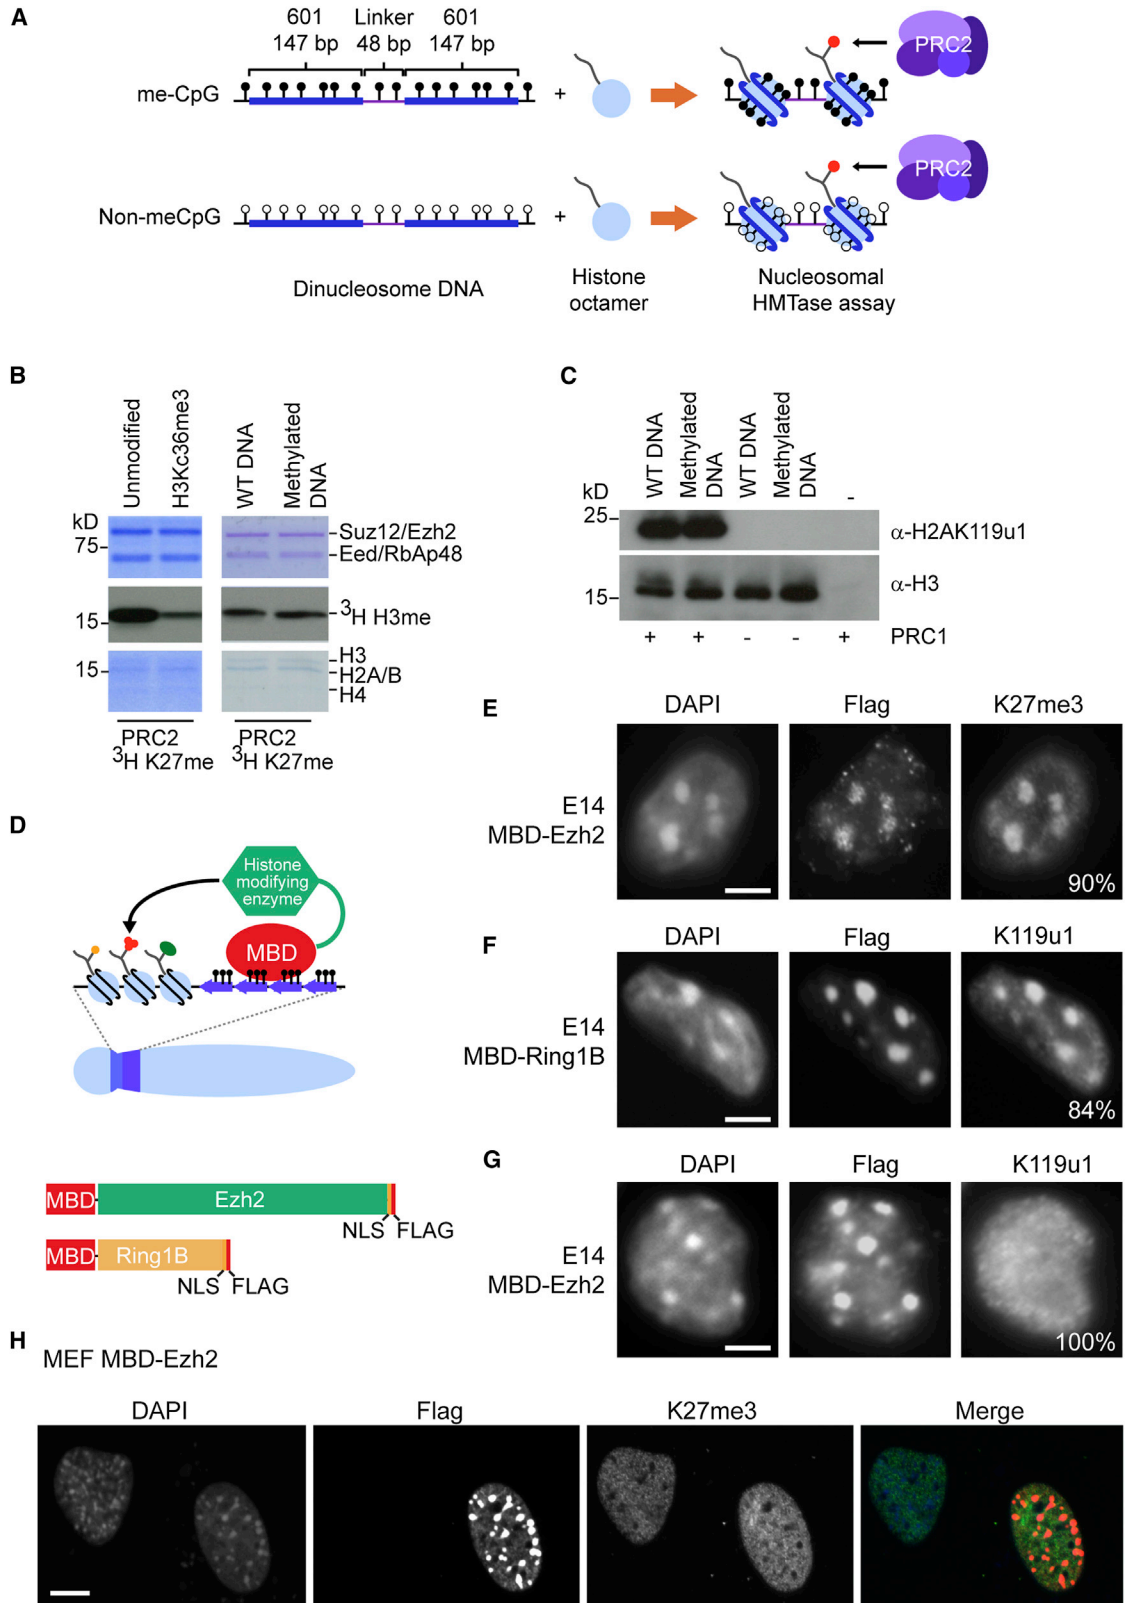 A
601 Linker 601
147 bp 48 bp 147 bp
me-CpG
+
PRC2
Non-meCpG
+
PRC2
Dinucleosome DNA
Histone
octamer
Nucleosomal
HMTase assay
B
Unmodified
H3Kc36me3
WT DNA
Methylated
DNA
kD
75
Suz12/Ezh2
Eed/RbAp48
15
3H H3me
15
H3
H2A/B
H4
PRC2
3H K27me
PRC2
3H K27me
C
WT DNA
Methylated
DNA
WT DNA
Methylated
DNA
-
kD
25
α-H2AK119u1
15
α-H3
+ + - - + PRC1
D
Histone
modifying
enzyme
MBD
MBD Ezh2
NLS FLAG
MBD Ring1B
NLS FLAG
E
DAPI Flag K27me3
E14
MBD-Ezh2
90%
F
DAPI Flag K119u1
E14
MBD-Ring1B
84%
G
DAPI Flag K119u1
E14
MBD-Ezh2
100%
H
MEF MBD-Ezh2
DAPI Flag K27me3 Merge